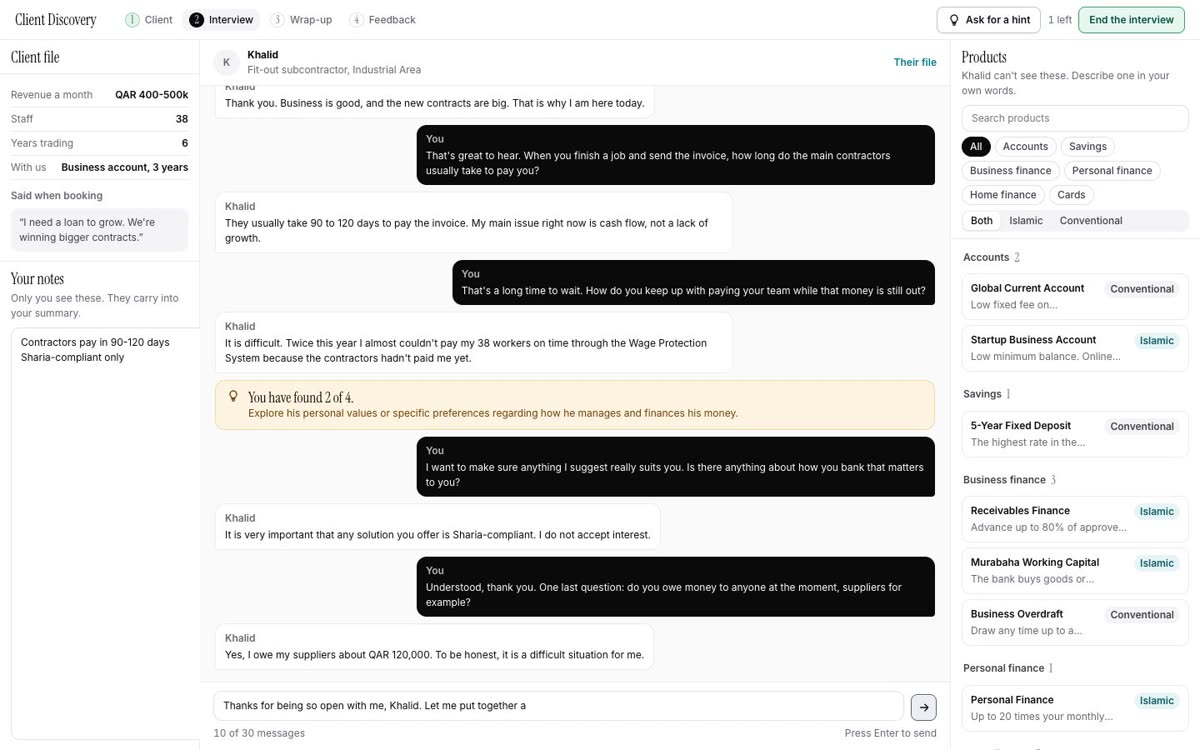 Client Discovery
1 Client
2 Interview
3 Wrap-up
4 Feedback
Ask for a hint
1 left
End the interview
Client file
Revenue a month QAR 400-500k
Staff 38
Years trading 6
With us Business account, 3 years
Said when booking
“I need a loan to grow. We're
winning bigger contracts.”
Your notes
Only you see these. They carry into
your summary.
Contractors pay in 90-120 days
Sharia-compliant only
K
Khalid
Fit-out subcontractor, Industrial Area
Their file
Khalid
Thank you. Business is good, and the new contracts are big. That is why I am here today.
You
That's great to hear. When you finish a job and send the invoice, how long do the main contractors
usually take to pay you?
Khalid
They usually take 90 to 120 days to pay the invoice. My main issue right now is cash flow, not a lack of
growth.
You
That's a long time to wait. How do you keep up with paying your team while that money is still out?
Khalid
It is difficult. Twice this year I almost couldn't pay my 38 workers on time through the Wage Protection
System because the contractors hadn't paid me yet.
You have found 2 of 4.
Explore his personal values or specific preferences regarding how he manages and finances his money.
You
I want to make sure anything I suggest really suits you. Is there anything about how you bank that matters
to you?
Khalid
It is very important that any solution you offer is Sharia-compliant. I do not accept interest.
You
Understood, thank you. One last question: do you owe money to anyone at the moment, suppliers for
example?
Khalid
Yes, I owe my suppliers about QAR 120,000. To be honest, it is a difficult situation for me.
Thanks for being so open with me, Khalid. Let me put together a
10 of 30 messages
Press Enter to send
Products
Khalid can't see these. Describe one in your
own words.
Search products
All Accounts Savings
Business finance Personal finance
Home finance Cards
Both Islamic Conventional
Accounts 2
Global Current Account Conventional
Low fixed fee on...
Startup Business Account Islamic
Low minimum balance. Online...
Savings 1
5-Year Fixed Deposit Conventional
The highest rate in the...
Business finance 3
Receivables Finance Islamic
Advance up to 80% of approve...
Murabaha Working Capital Islamic
The bank buys goods or...
Business Overdraft Conventional
Draw any time up to a...
Personal finance 1
Personal Finance Islamic
Up to 20 times your monthly...